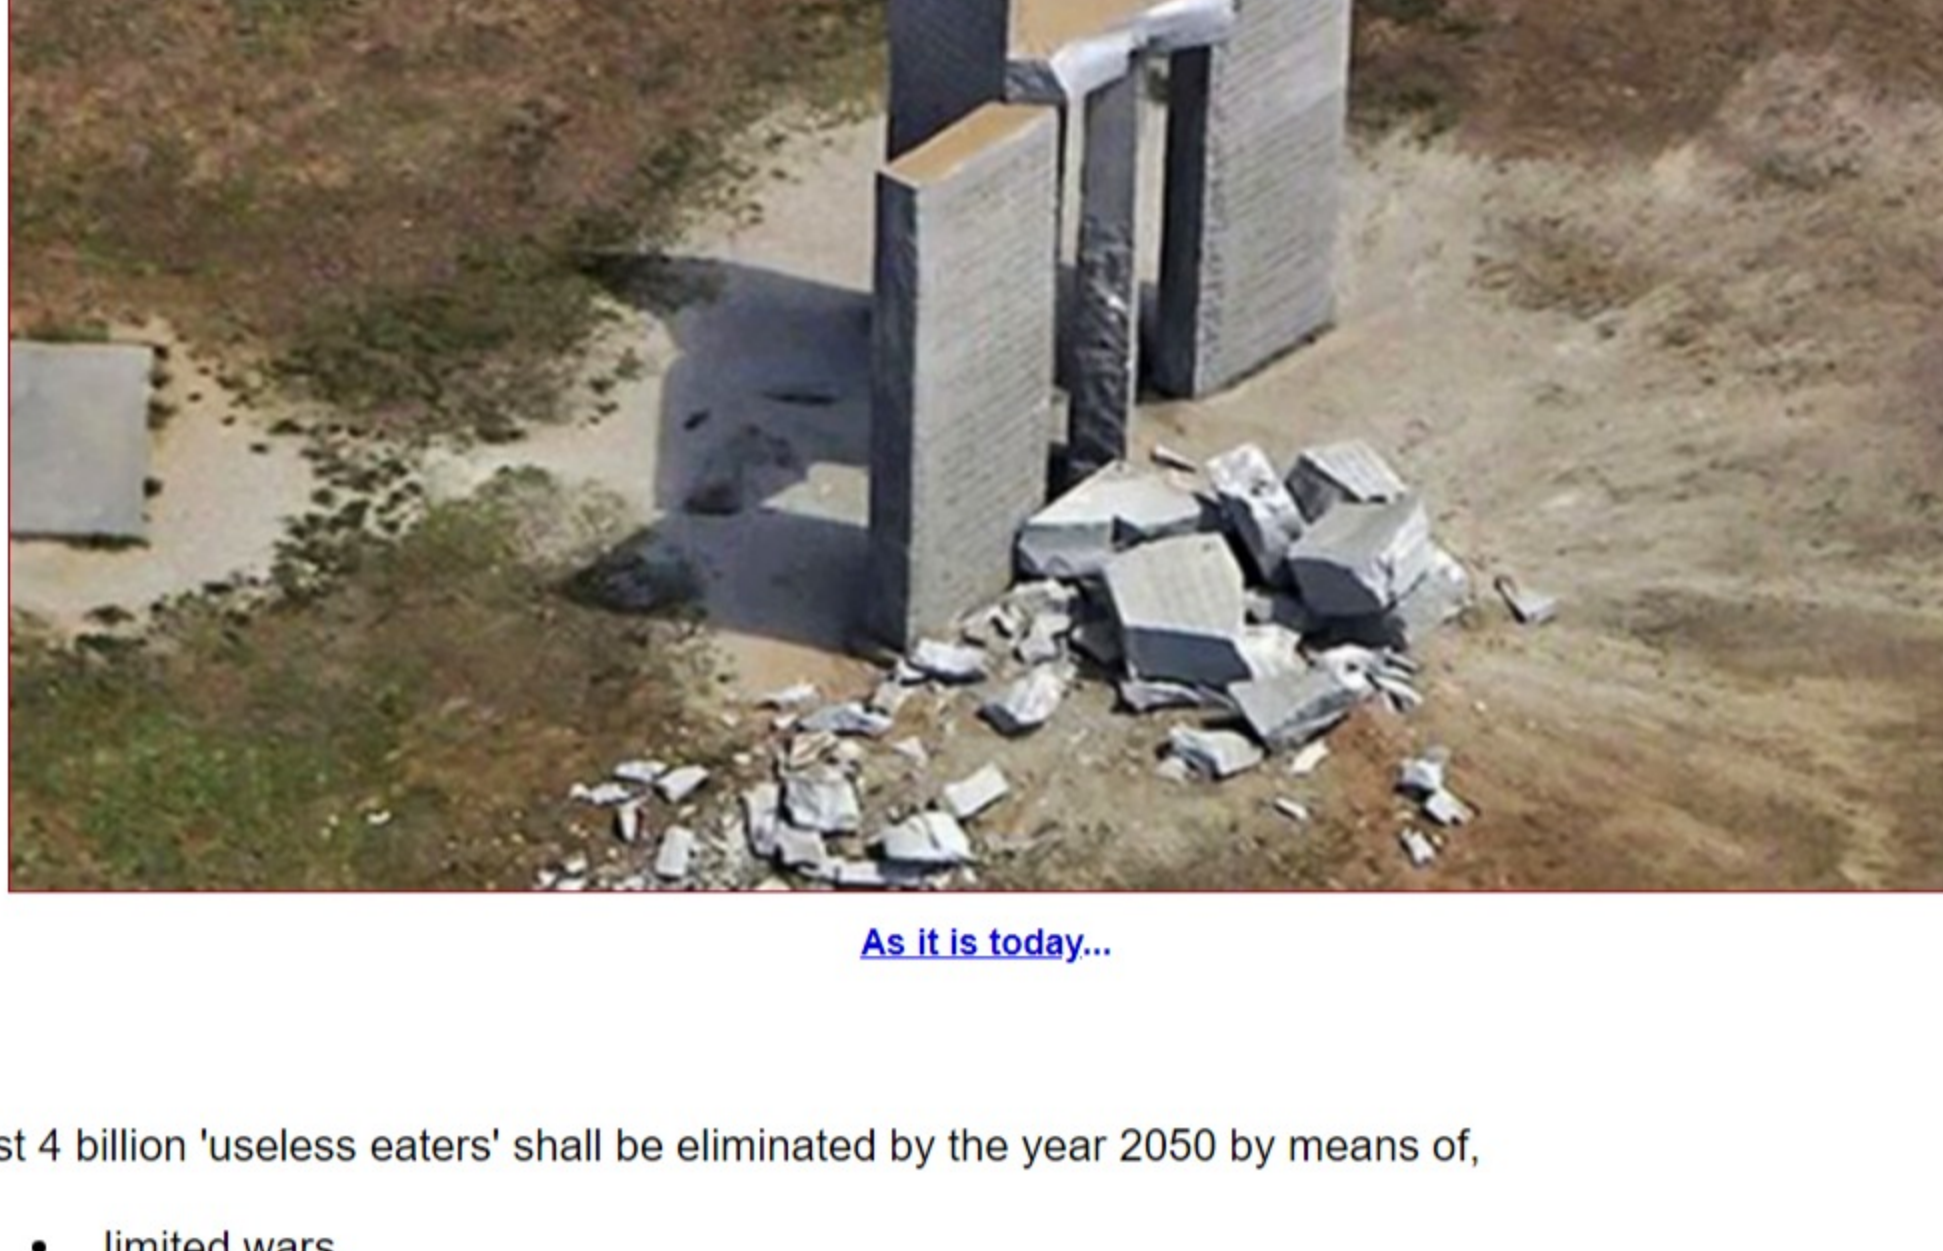 As it is today...
st 4 billion 'useless eaters' shall be eliminated by the year 2050 by means of,
• limited wars